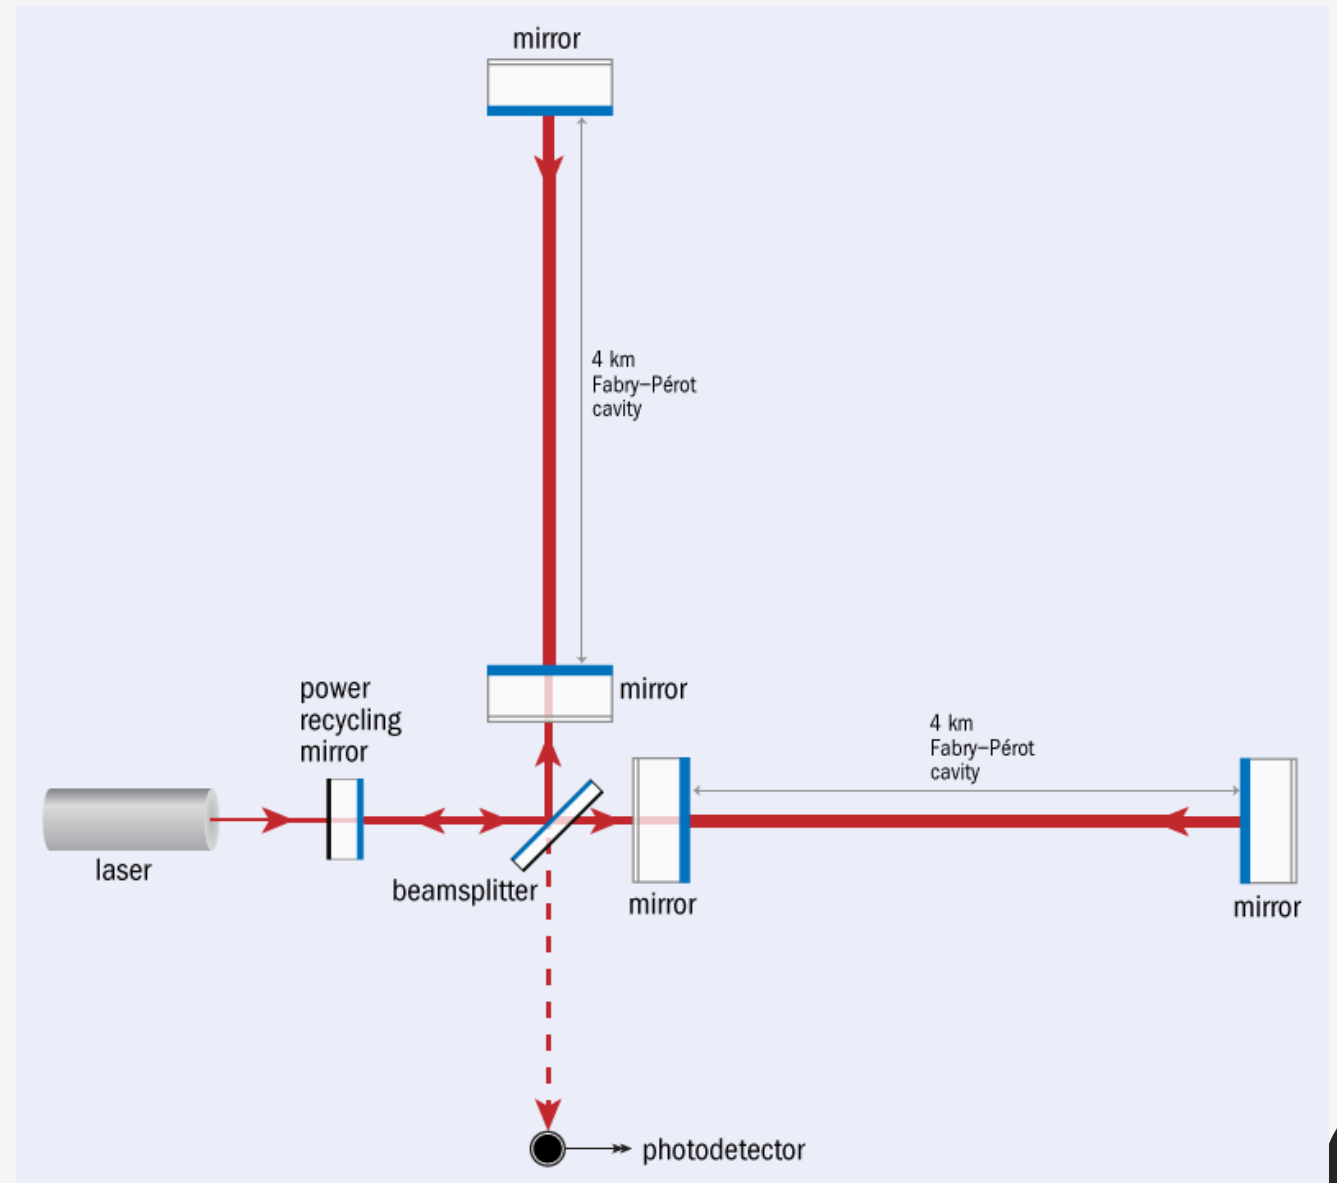 mirror
4 km
Fabry–Pérot
cavity
power
recycling
mirror
mirror
4 km
Fabry–Pérot
cavity
laser
beamsplitter
mirror
mirror
photodetector